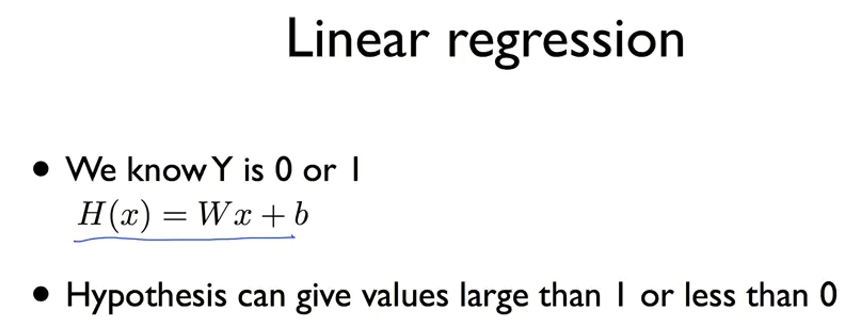 Linear regression
• We know Y is 0 or 1
H(x) = Wx + b
• Hypothesis can give values large than 1 or less than 0